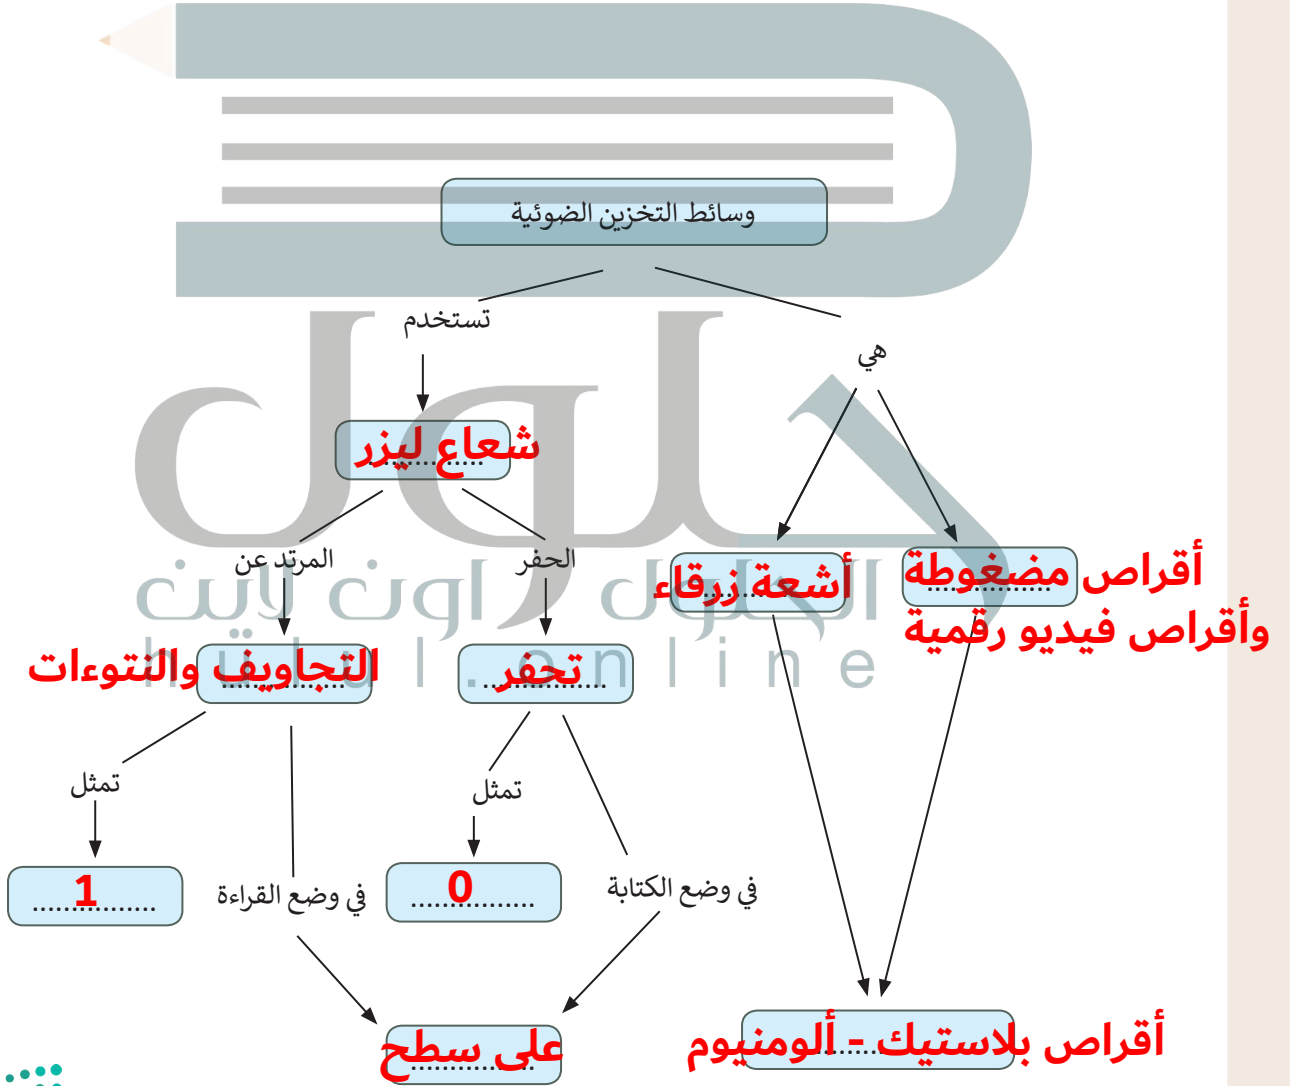 وسائط التخزين الضوئية
تستخدم
هي
شعاع ليزر
المرتد عن
الحفر
أشعة زرقاء
أقراص مضغوطة
وأقراص فيديو رقمية
التجاويف والنتوءات
تحفر
تمثل
تمثل
1
في وضع القراءة
0
في وضع الكتابة
على سطح
أقراص بلاستيك - ألومنيوم
حلول
الحلول اون لاين
hulul.online